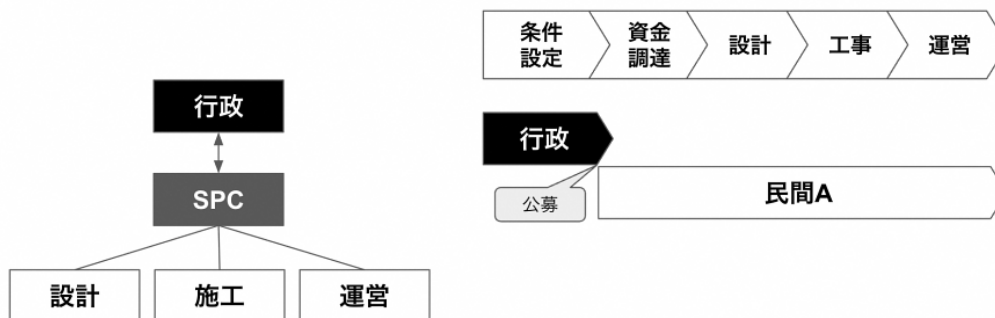 行政
SPC
設計
施工
運営
条件
設定
資金
調達
設計
工事
運営
行政
公募
民間A